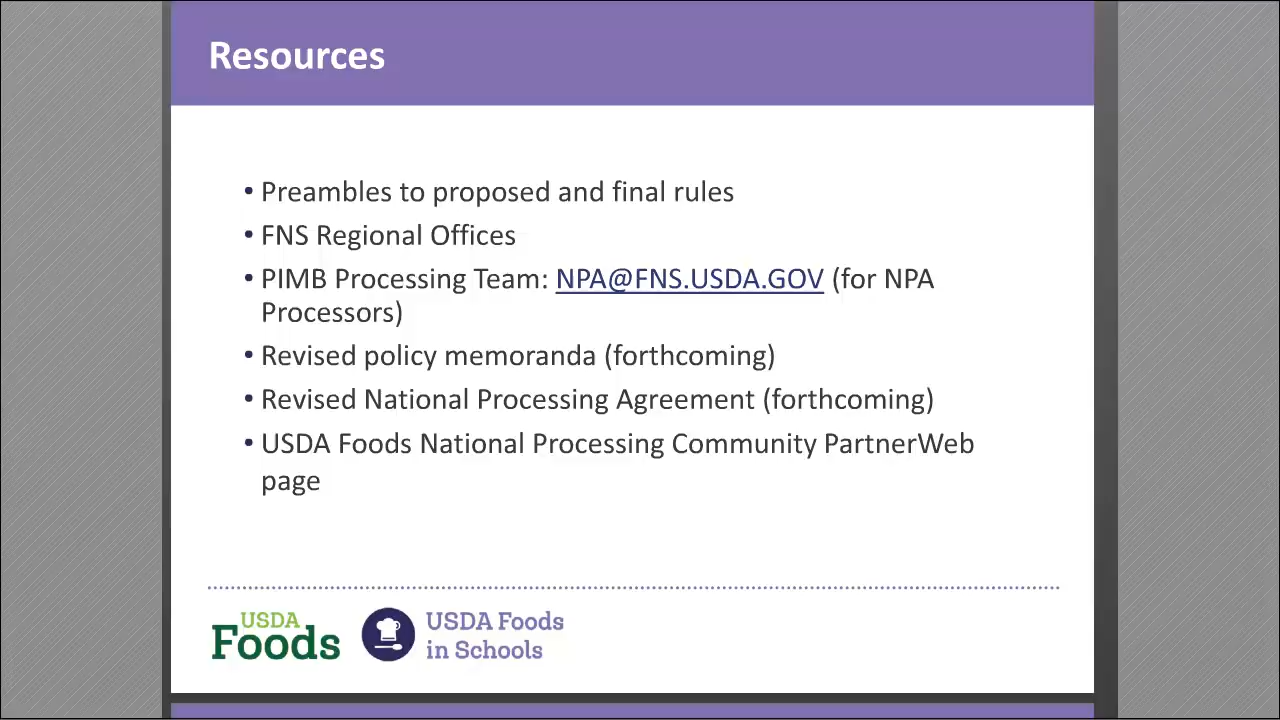 Resources
• Preambles to proposed and final rules
• FNS Regional Offices
• PIMB Processing Team: NPA@FNS.USDA.GOV (for NPA
Processors)
• Revised policy memoranda (forthcoming)
• Revised National Processing Agreement (forthcoming)
• USDA Foods National Processing Community PartnerWeb
page
USDA
Foods
USDA Foods
in Schools